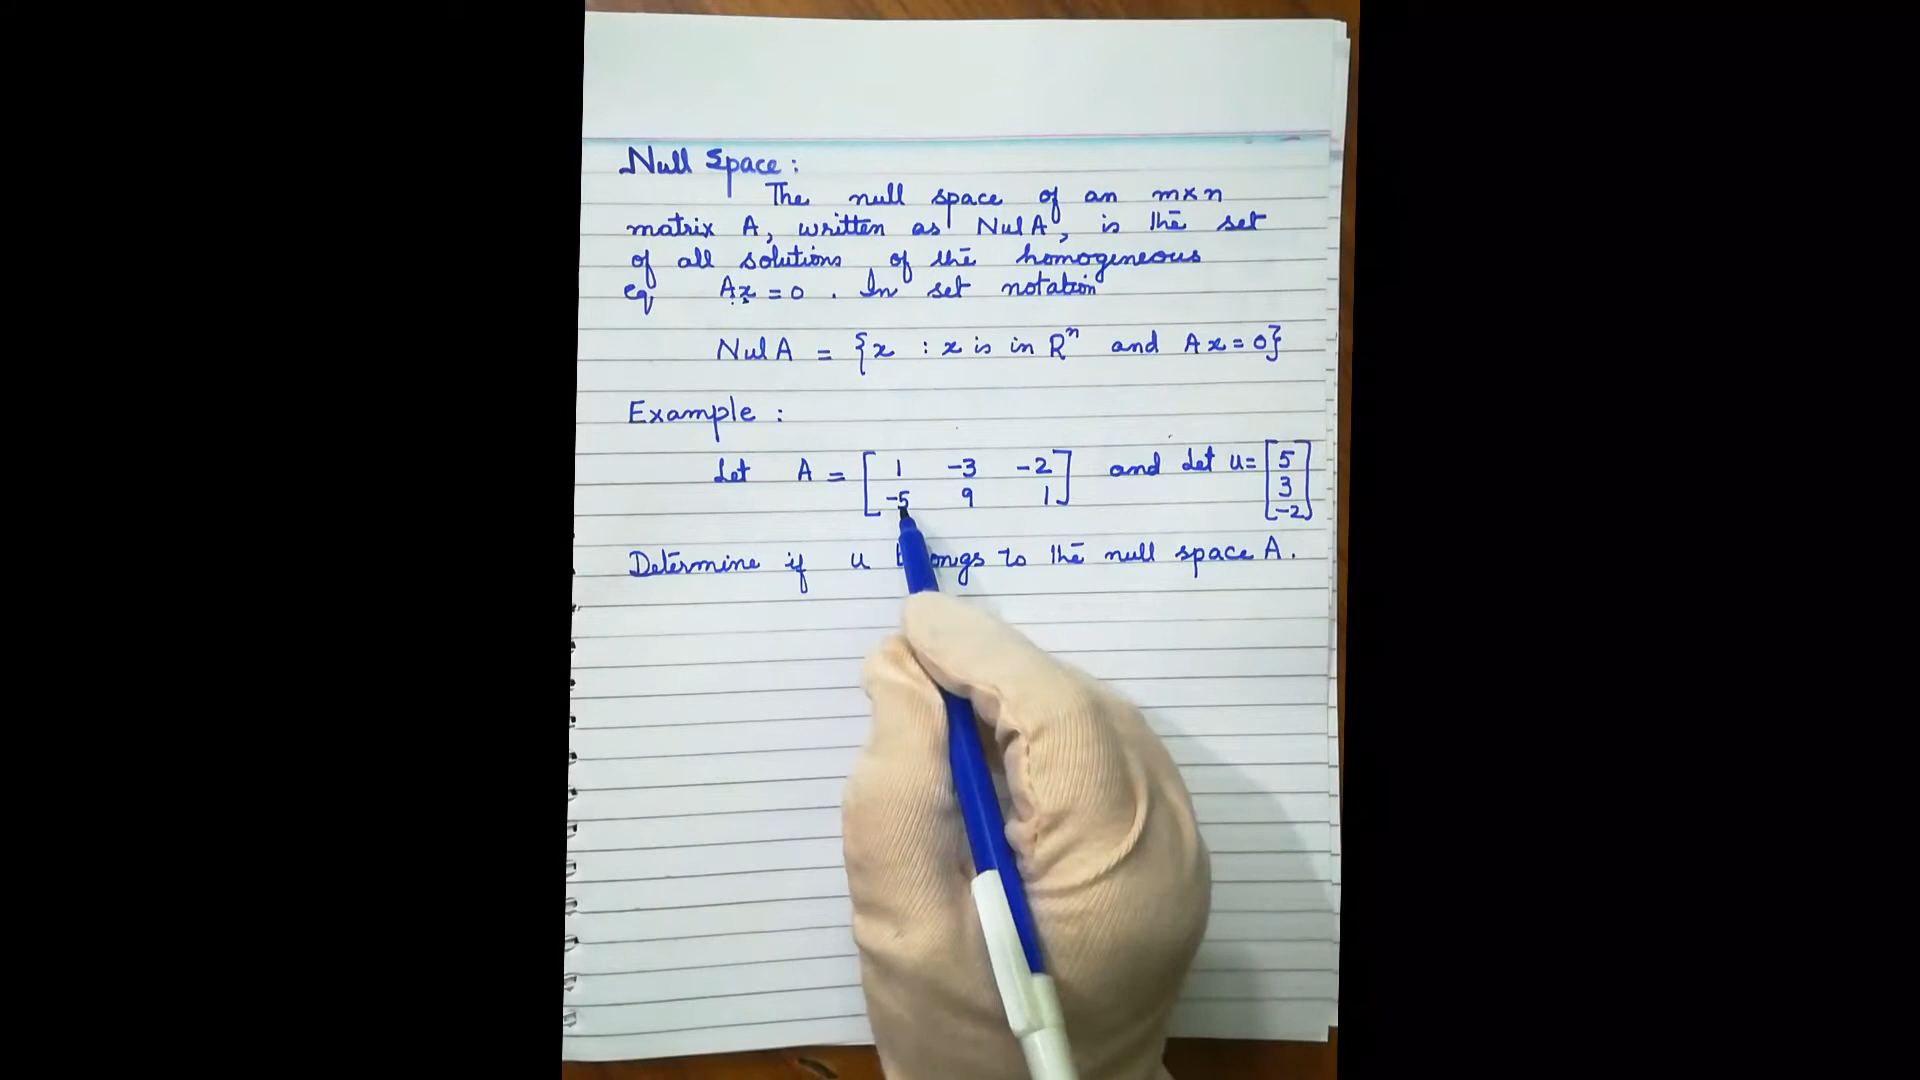 Null Space:
The null space of an m×n
matrix A, written as Nul A, is the set
of all solutions of the homogeneous
eq Ax = 0. In set notation
Nul A = {x : x is in Rⁿ and Ax = 0}
Example:
Let A = [1 -3 -2 and Let u = [5
-5 9 1] 3
-2]
Determine if u to the null space A.